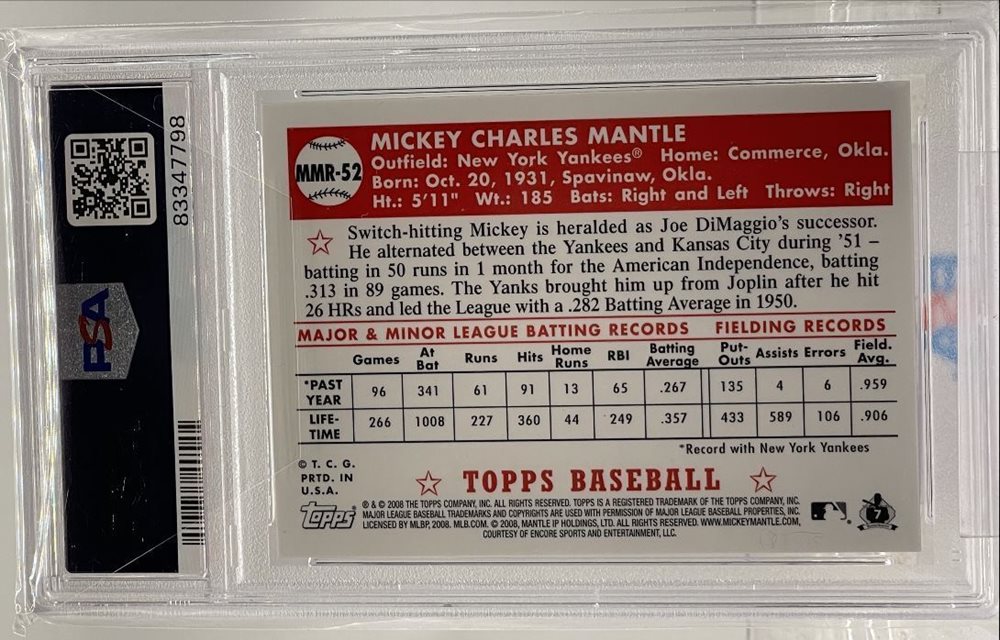 83347798
PSA
MMR-52
MICKEY CHARLES MANTLE
Outfield: New York Yankees® Home: Commerce, Okla.
Born: Oct. 20, 1931, Spavinaw, Okla.
Ht.: 5'11" Wt.: 185 Bats: Right and Left Throws: Right
Switch-hitting Mickey is heralded as Joe DiMaggio's successor.
He alternated between the Yankees and Kansas City during '51 –
batting in 50 runs in 1 month for the American Independence, batting
.313 in 89 games. The Yanks brought him up from Joplin after he hit
26 HRs and led the League with a .282 Batting Average in 1950.
MAJOR & MINOR LEAGUE BATTING RECORDS FIELDING RECORDS
Games At Bat Runs Hits Home Runs RBI Batting Average Put-Outs Assists Errors Field. Avg.
*PAST YEAR 96 341 61 91 13 65 .267 135 4 6 .959
LIFE-TIME 266 1008 227 360 44 249 .357 433 589 106 .906
*Record with New York Yankees
© T. C. G.
PRTD. IN
U.S.A.
TOPPS BASEBALL
topps
® & © 2008 THE TOPPS COMPANY, INC. ALL RIGHTS RESERVED. TOPPS IS A REGISTERED TRADEMARK OF THE TOPPS COMPANY, INC.
MAJOR LEAGUE BASEBALL TRADEMARKS AND COPYRIGHTS ARE USED WITH PERMISSION OF MAJOR LEAGUE BASEBALL PROPERTIES, INC.
LICENSED BY MLBP, 2008. MLB.COM. © 2008, MANTLE IP HOLDINGS, LTD. ALL RIGHTS RESERVED. WWW.MICKEYMANTLE.COM,
COURTESY OF ENCORE SPORTS AND ENTERTAINMENT, LLC.
7